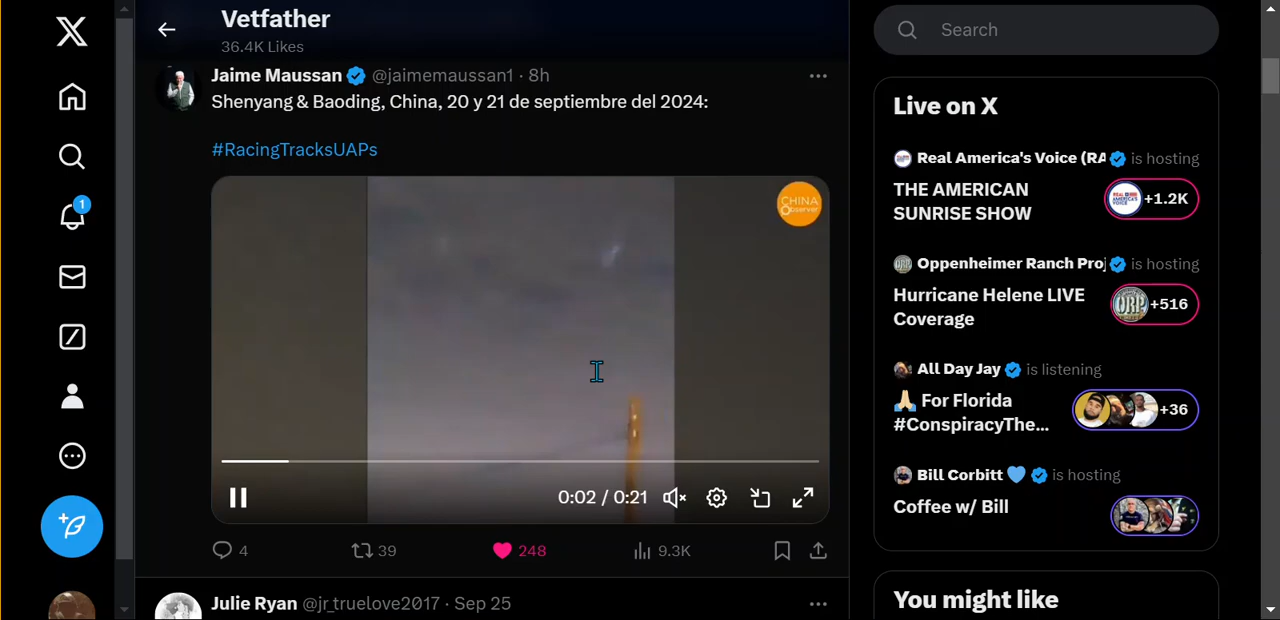 Vetfather
36.4K Likes
Jaime Maussan @jaimemaussan1 · 8h
Shenyang & Baoding, China, 20 y 21 de septiembre del 2024:
#RacingTracksUAPs
CHINA
Observer
0:02 / 0:21
4 39 248 9.3K
Julie Ryan @jr_truelove2017 · Sep 25
1
Search
Live on X
Real America's Voice (RA is hosting
THE AMERICAN
SUNRISE SHOW
+1.2K
Oppenheimer Ranch Proj is hosting
Hurricane Helene LIVE
Coverage
+516
All Day Jay is listening
🙏 For Florida
#ConspiracyThe...
+36
Bill Corbitt 💙 is hosting
Coffee w/ Bill
You might like